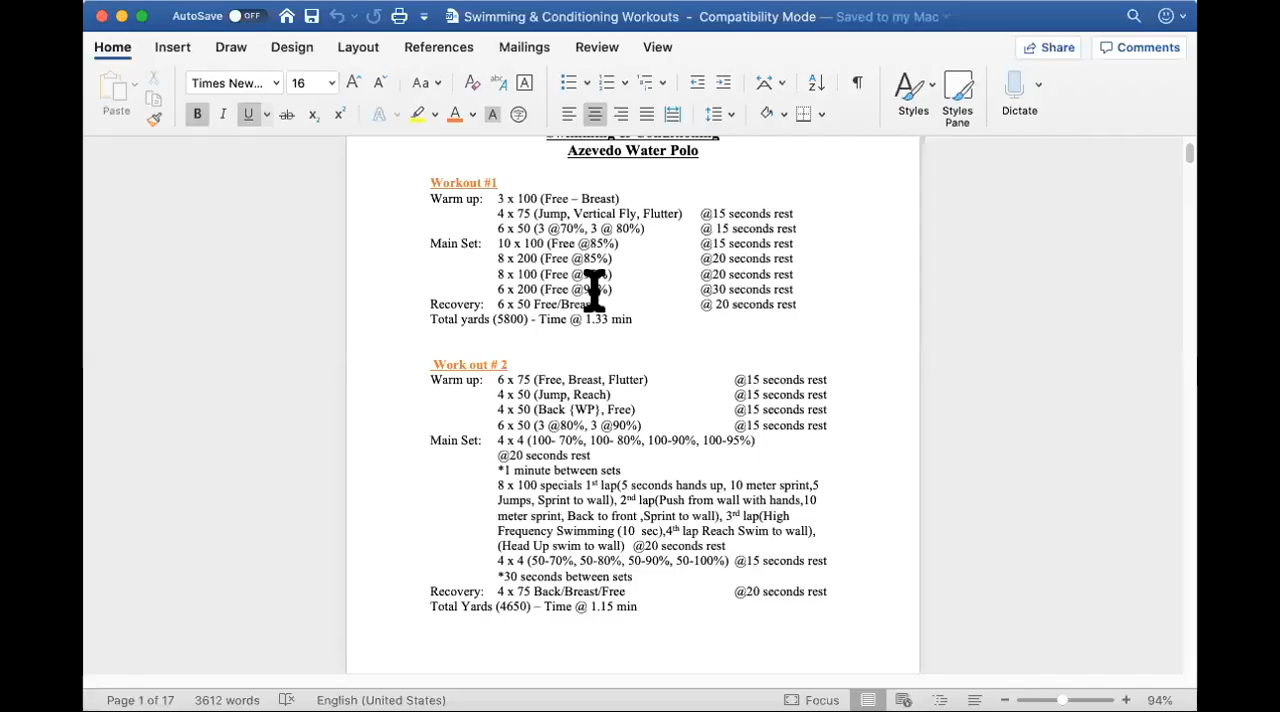 AutoSave OFF Swimming & Conditioning Workouts - Compatibility Mode — Saved to my Mac
Home Insert Draw Design Layout References Mailings Review View Share Comments
Paste Times New... 16 Styles Styles Pane Dictate
Azevedo Water Polo
Workout #1
Warm up: 3 x 100 (Free – Breast)
4 x 75 (Jump, Vertical Fly, Flutter) @15 seconds rest
6 x 50 (3 @70%, 3 @ 80%) @ 15 seconds rest
Main Set: 10 x 100 (Free @85%) @15 seconds rest
8 x 200 (Free @85%) @20 seconds rest
8 x 100 (Free @ %) @20 seconds rest
6 x 200 (Free @ %) @30 seconds rest
Recovery: 6 x 50 Free/Breast @ 20 seconds rest
Total yards (5800) - Time @ 1.33 min
Work out # 2
Warm up: 6 x 75 (Free, Breast, Flutter) @15 seconds rest
4 x 50 (Jump, Reach) @15 seconds rest
4 x 50 (Back {WP}, Free) @15 seconds rest
6 x 50 (3 @80%, 3 @90%) @15 seconds rest
Main Set: 4 x 4 (100- 70%, 100- 80%, 100-90%, 100-95%)
@20 seconds rest
*1 minute between sets
8 x 100 specials 1st lap(5 seconds hands up, 10 meter sprint,5
Jumps, Sprint to wall), 2nd lap(Push from wall with hands,10
meter sprint, Back to front ,Sprint to wall), 3rd lap(High
Frequency Swimming (10 sec),4th lap Reach Swim to wall),
(Head Up swim to wall) @20 seconds rest
4 x 4 (50-70%, 50-80%, 50-90%, 50-100%) @15 seconds rest
*30 seconds between sets
Recovery: 4 x 75 Back/Breast/Free @20 seconds rest
Total Yards (4650) – Time @ 1.15 min
Page 1 of 17 3612 words English (United States) Focus 94%